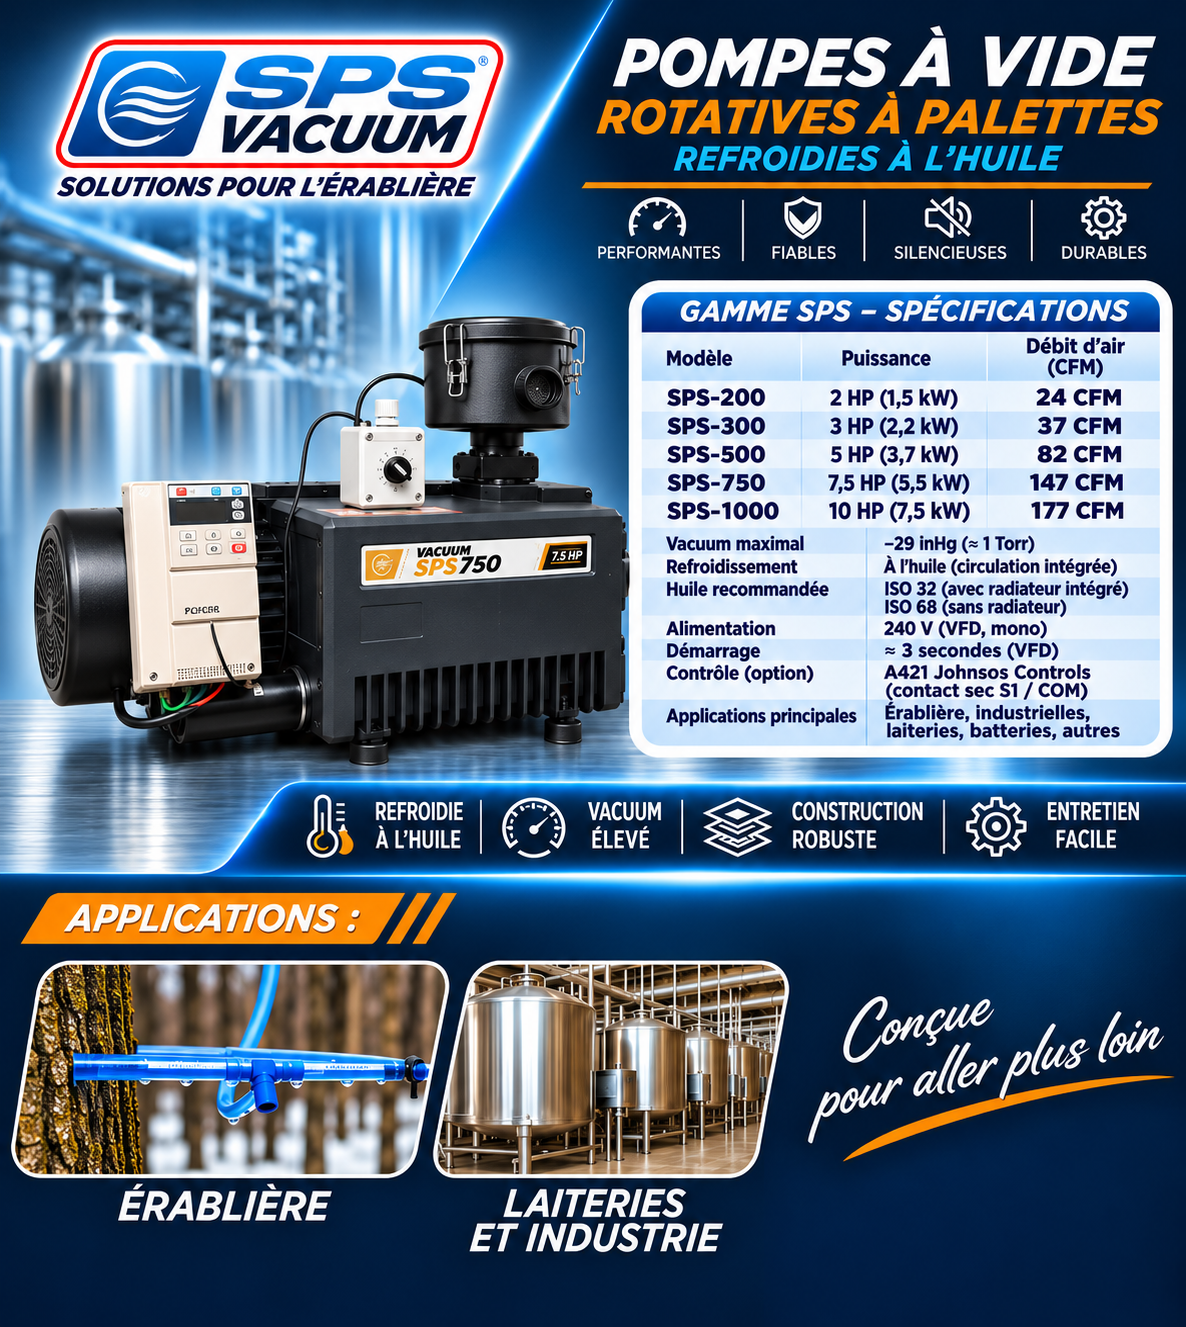 SPS®
VACUUM
SOLUTIONS POUR L'ÉRABLIÈRE
POMPES À VIDE
ROTATIVES À PALETTES
REFROIDIES À L'HUILE
PERFORMANTES
FIABLES
SILENCIEUSES
DURABLES
GAMME SPS – SPÉCIFICATIONS
Modèle Puissance Débit d'air (CFM)
SPS-200 2 HP (1,5 kW) 24 CFM
SPS-300 3 HP (2,2 kW) 37 CFM
SPS-500 5 HP (3,7 kW) 82 CFM
SPS-750 7,5 HP (5,5 kW) 147 CFM
SPS-1000 10 HP (7,5 kW) 177 CFM
Vacuum maximal –29 inHg (≈ 1 Torr)
Refroidissement À l'huile (circulation intégrée)
Huile recommandée ISO 32 (avec radiateur intégré)
ISO 68 (sans radiateur)
Alimentation 240 V (VFD, mono)
Démarrage ≈ 3 secondes (VFD)
Contrôle (option) A421 Johnsos Controls
(contact sec S1 / COM)
Applications principales Érablière, industrielles,
laiteries, batteries, autres
VACUUM
SPS750
7.5 HP
REFROIDIE
À L'HUILE
VACUUM
ÉLEVÉ
CONSTRUCTION
ROBUSTE
ENTRETIEN
FACILE
APPLICATIONS :
ÉRABLIÈRE
LAITERIES
ET INDUSTRIE
Conçue
pour aller plus loin